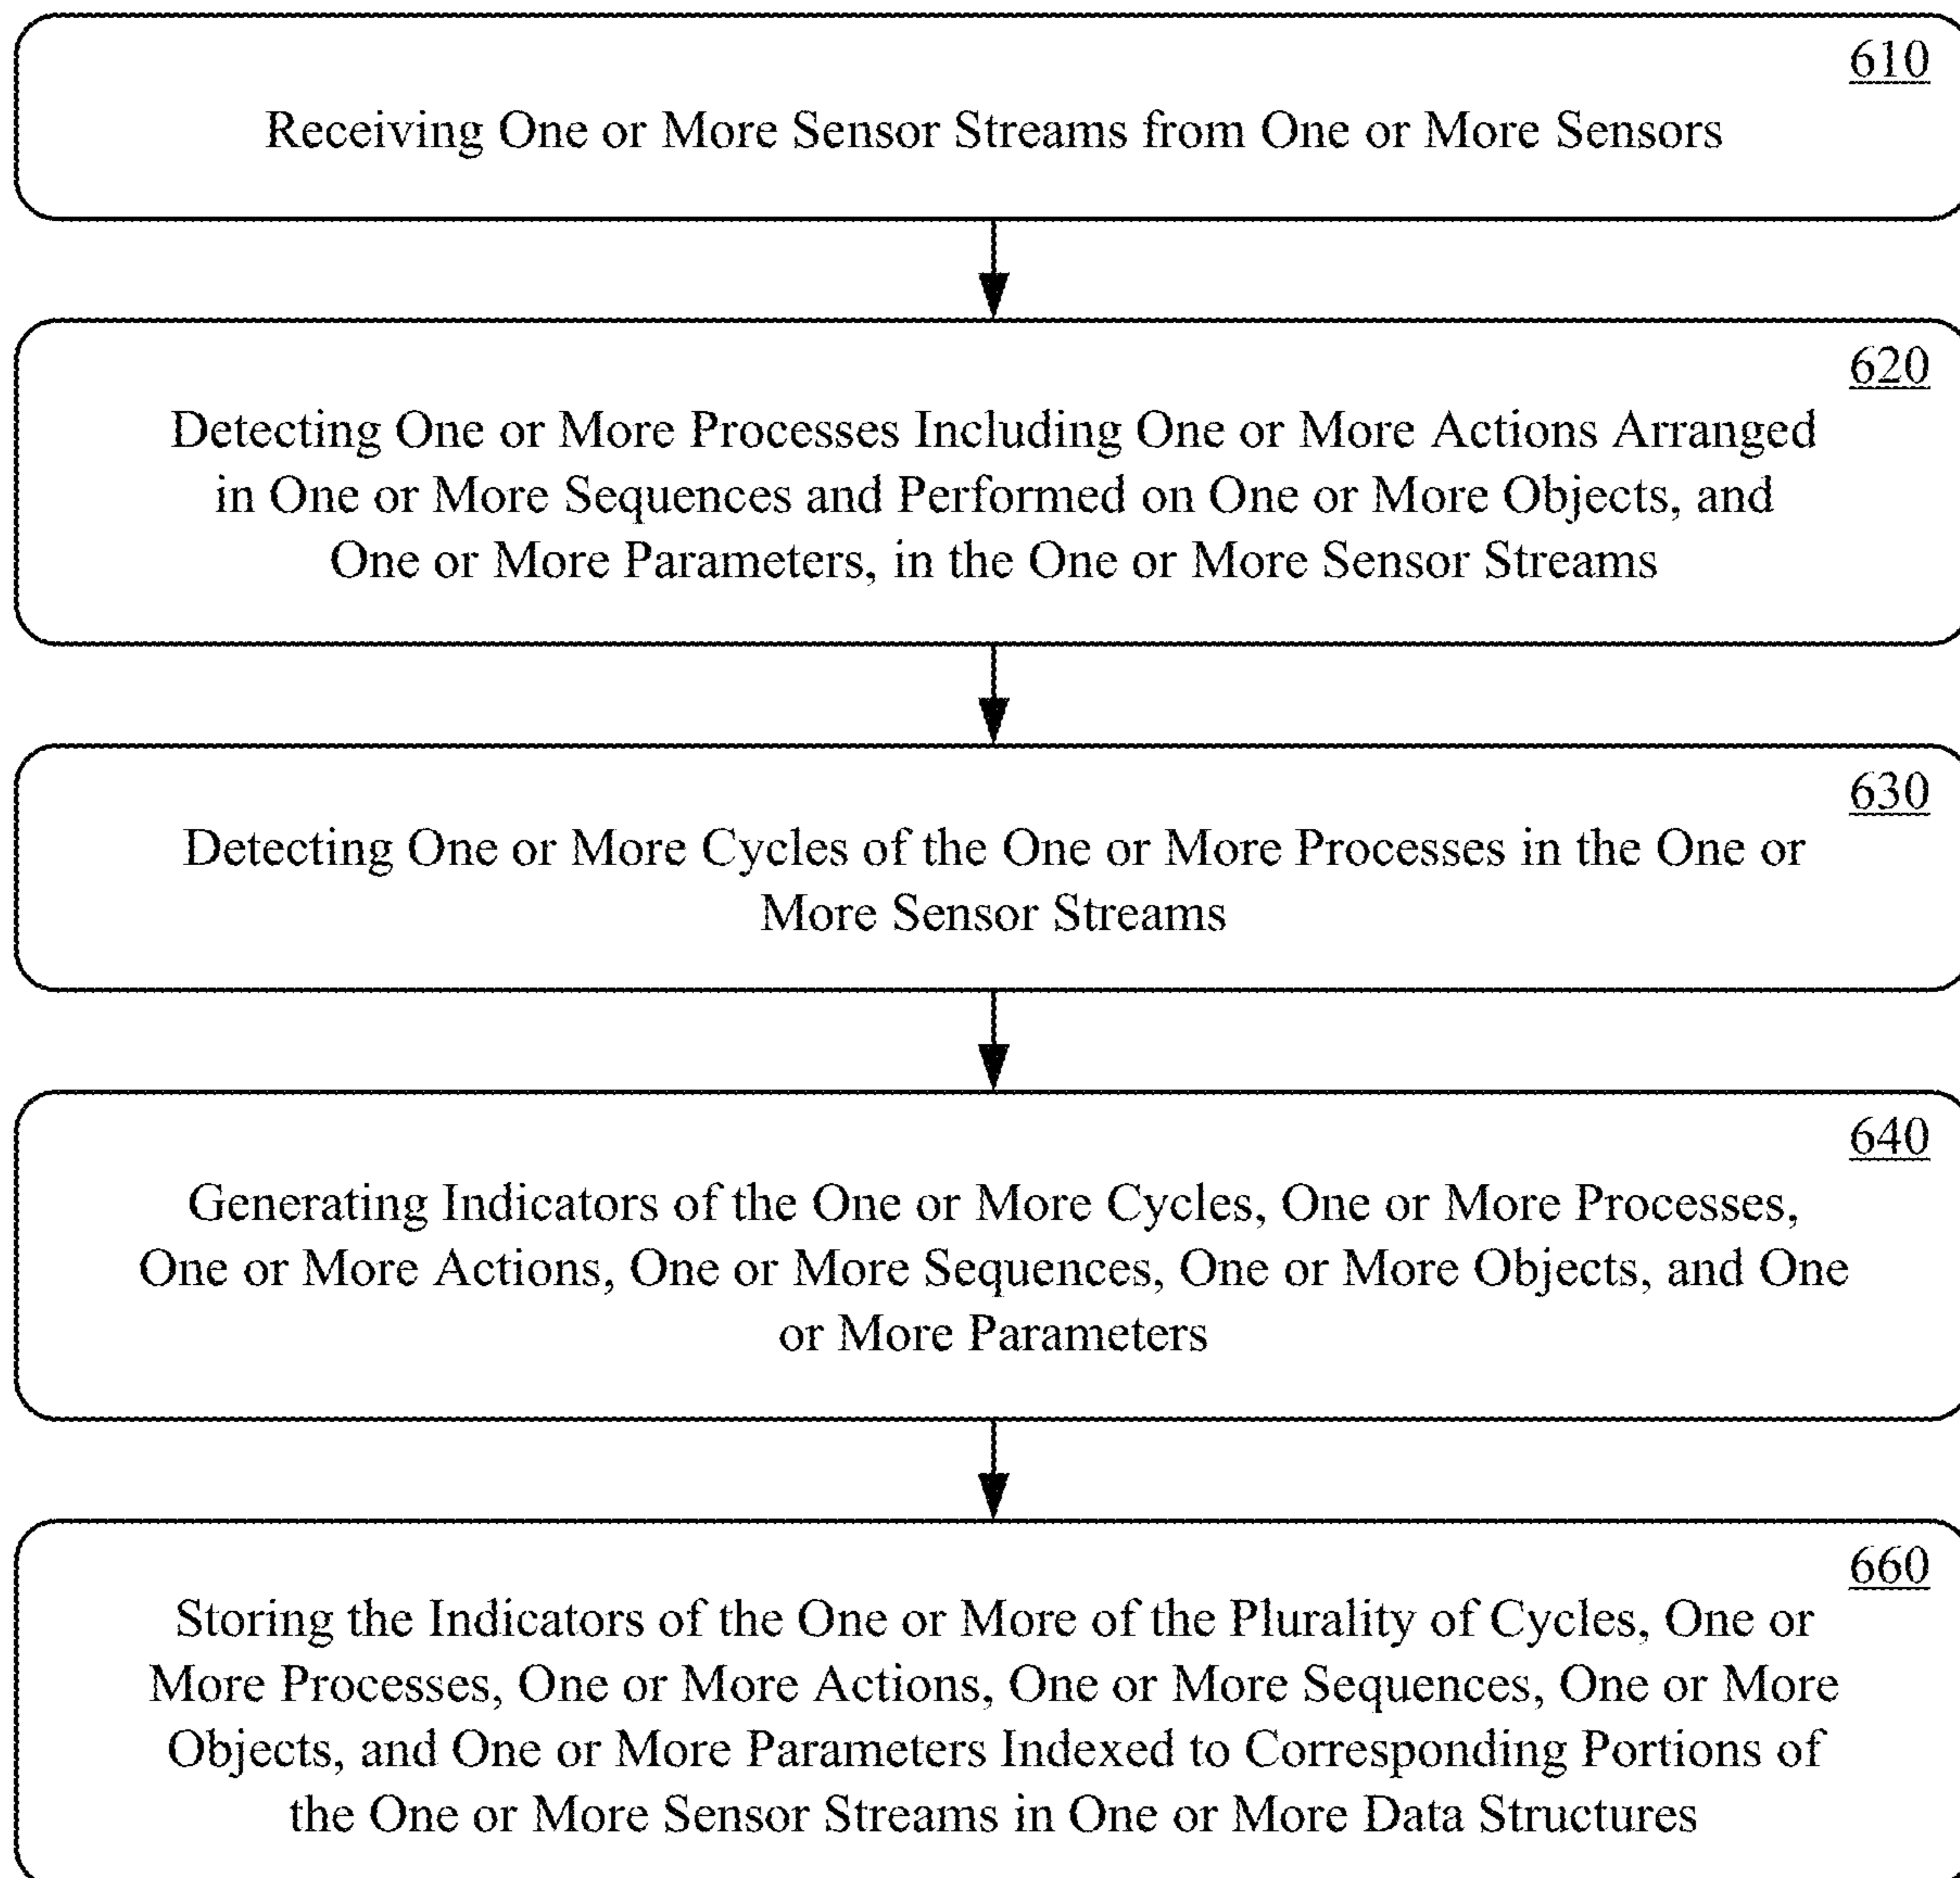 610
Receiving One or More Sensor Streams from One or More Sensors
620
Detecting One or More Processes Including One or More Actions Arranged
in One or More Sequences and Performed on One or More Objects, and
One or More Parameters, in the One or More Sensor Streams
630
Detecting One or More Cycles of the One or More Processes in the One or
More Sensor Streams
640
Generating Indicators of the One or More Cycles, One or More Processes,
One or More Actions, One or More Sequences, One or More Objects, and One
or More Parameters
660
Storing the Indicators of the One or More of the Plurality of Cycles, One or
More Processes, One or More Actions, One or More Sequences, One or More
Objects, and One or More Parameters Indexed to Corresponding Portions of
the One or More Sensor Streams in One or More Data Structures